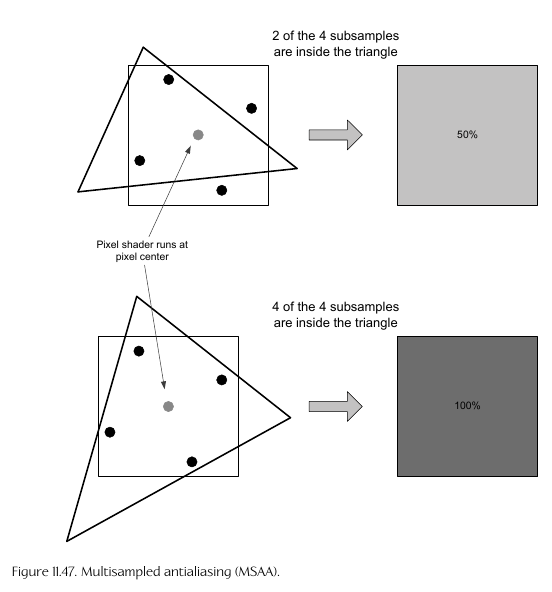 2 of the 4 subsamples
are inside the triangle
50%
Pixel shader runs at
pixel center
4 of the 4 subsamples
are inside the triangle
100%
Figure 11.47. Multisampled antialiasing (MSAA).